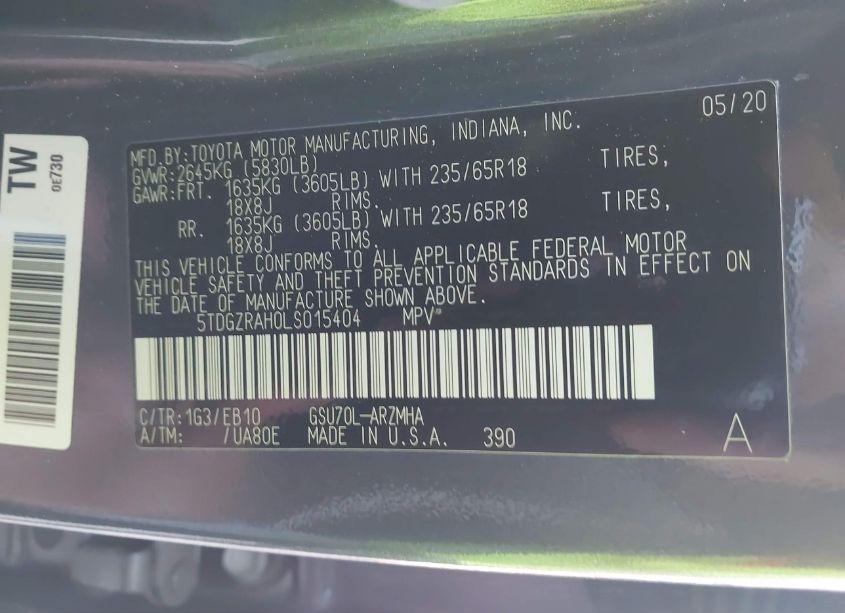 TW
0E730
05/20
MFD.BY:TOYOTA MOTOR MANUFACTURING, INDIANA, INC.
GVWR:2645KG (5830LB)
GAWR:FRT. 1635KG (3605LB) WITH 235/65R18 TIRES,
18X8J RIMS.
RR. 1635KG (3605LB) WITH 235/65R18 TIRES,
18X8J RIMS.
THIS VEHICLE CONFORMS TO ALL APPLICABLE FEDERAL MOTOR
VEHICLE SAFETY AND THEFT PREVENTION STANDARDS IN EFFECT ON
THE DATE OF MANUFACTURE SHOWN ABOVE.
5TDGZRAH0LS015404 MPV*
C/TR:1G3/EB10 GSU70L-ARZMHA
A/TM: /UA80E MADE IN U.S.A. 390
A